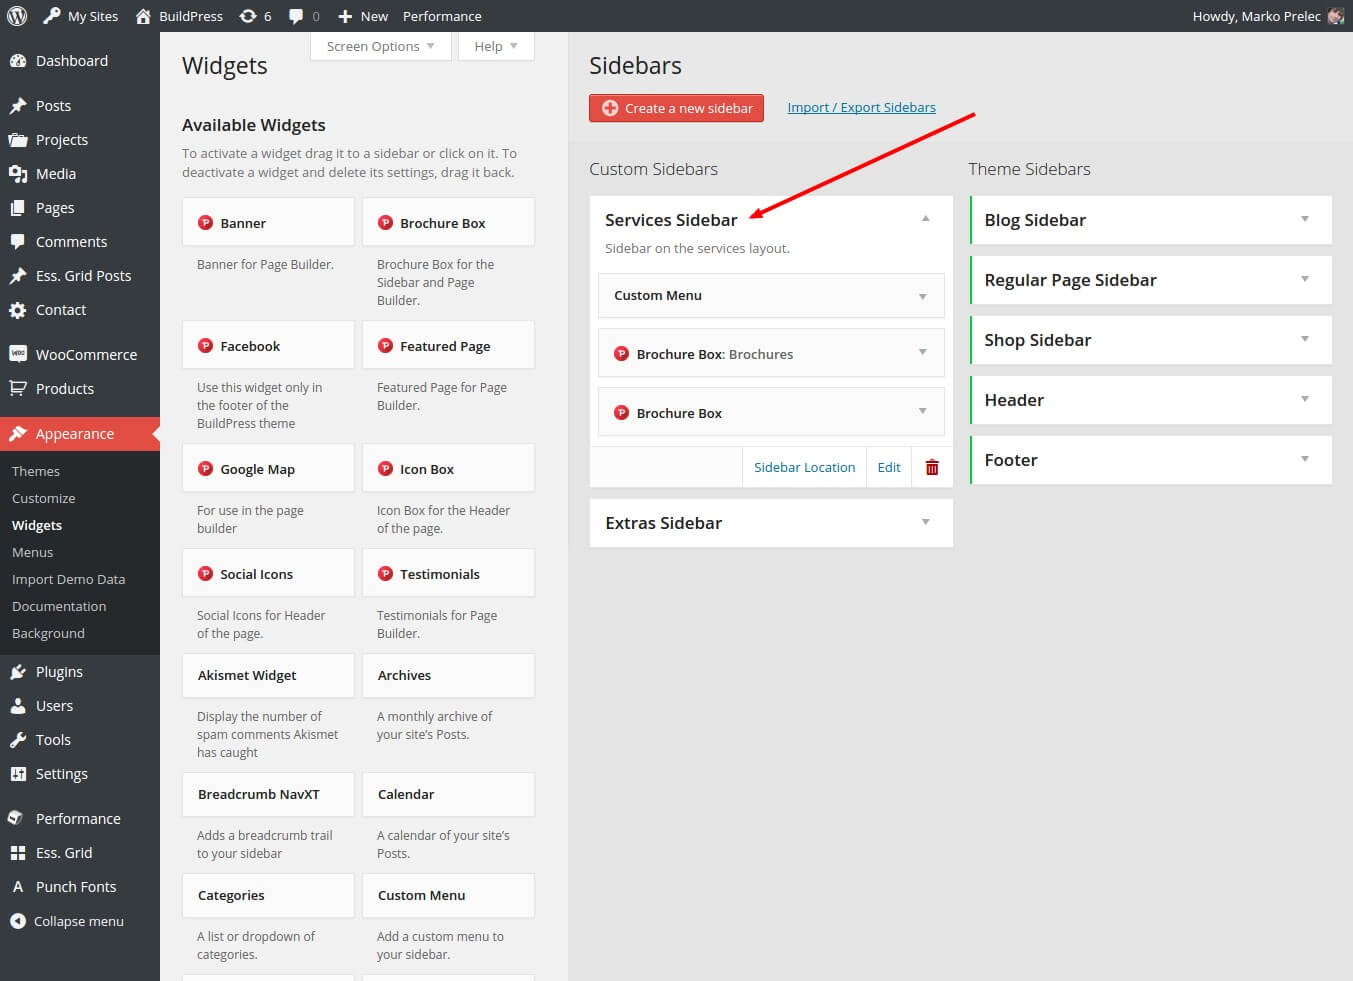 My Sites BuildPress 6 0 New Performance Howdy, Marko Prelec
Dashboard
Posts
Projects
Media
Pages
Comments
Ess. Grid Posts
Contact
WooCommerce
Products
Appearance
Themes
Customize
Widgets
Menus
Import Demo Data
Documentation
Background
Plugins
Users
Tools
Settings
Performance
Ess. Grid
Punch Fonts
Collapse menu
Screen Options
Help
Widgets
Available Widgets
To activate a widget drag it to a sidebar or click on it. To
deactivate a widget and delete its settings, drag it back.
Banner
Banner for Page Builder.
Brochure Box
Brochure Box for the
Sidebar and Page
Builder.
Facebook
Use this widget only in
the footer of the
BuildPress theme
Featured Page
Featured Page for Page
Builder.
Google Map
For use in the page
builder
Icon Box
Icon Box for the Header
of the page.
Social Icons
Social Icons for Header
of the page.
Testimonials
Testimonials for Page
Builder.
Akismet Widget
Display the number of
spam comments Akismet
has caught
Archives
A monthly archive of
your site's Posts.
Breadcrumb NavXT
Adds a breadcrumb trail
to your sidebar
Calendar
A calendar of your site's
Posts.
Categories
A list or dropdown of
categories.
Custom Menu
Add a custom menu to
your sidebar.
Sidebars
Create a new sidebar
Import / Export Sidebars
Custom Sidebars
Services Sidebar
Sidebar on the services layout.
Custom Menu
Brochure Box: Brochures
Brochure Box
Sidebar Location
Edit
Extras Sidebar
Theme Sidebars
Blog Sidebar
Regular Page Sidebar
Shop Sidebar
Header
Footer